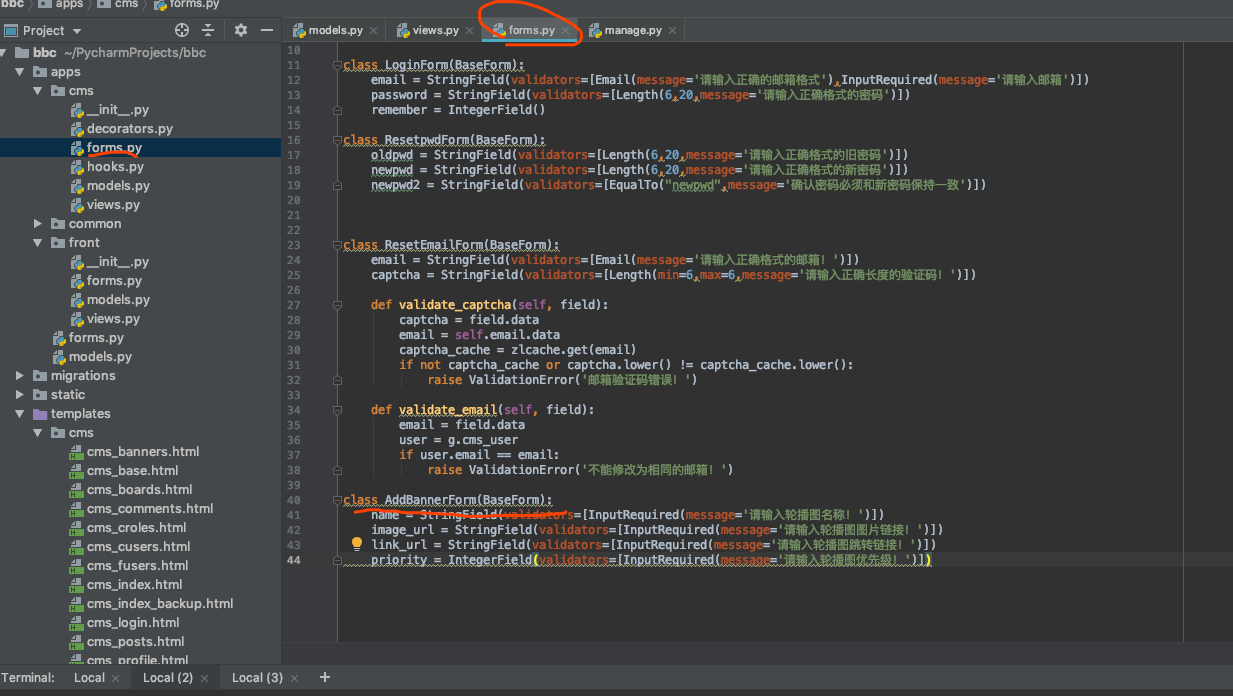 bbc apps cms forms.py
Project
models.py views.py forms.py manage.py
bbc ~/PycharmProjects/bbc
apps
cms
__init__.py
decorators.py
forms.py
hooks.py
models.py
views.py
common
front
__init__.py
forms.py
models.py
views.py
forms.py
models.py
migrations
static
templates
cms
cms_banners.html
cms_base.html
cms_boards.html
cms_comments.html
cms_croles.html
cms_cusers.html
cms_fusers.html
cms_index.html
cms_index_backup.html
cms_login.html
cms_posts.html
cms_profile.html
10
11 class LoginForm(BaseForm):
12 email = StringField(validators=[Email(message='请输入正确的邮箱格式'),InputRequired(message='请输入邮箱')])
13 password = StringField(validators=[Length(6,20,message='请输入正确格式的密码')])
14 remember = IntegerField()
15
16 class ResetpwdForm(BaseForm):
17 oldpwd = StringField(validators=[Length(6,20,message='请输入正确格式的旧密码')])
18 newpwd = StringField(validators=[Length(6,20,message='请输入正确格式的新密码')])
19 newpwd2 = StringField(validators=[EqualTo("newpwd",message='确认密码必须和新密码保持一致')])
20
21
22
23 class ResetEmailForm(BaseForm):
24 email = StringField(validators=[Email(message='请输入正确格式的邮箱！')])
25 captcha = StringField(validators=[Length(min=6,max=6,message='请输入正确长度的验证码！')])
26
27 def validate_captcha(self, field):
28 captcha = field.data
29 email = self.email.data
30 captcha_cache = zlcache.get(email)
31 if not captcha_cache or captcha.lower() != captcha_cache.lower():
32 raise ValidationError('邮箱验证码错误！')
33
34 def validate_email(self, field):
35 email = field.data
36 user = g.cms_user
37 if user.email == email:
38 raise ValidationError('不能修改为相同的邮箱！')
39
40 class AddBannerForm(BaseForm):
41 name = StringField(validators=[InputRequired(message='请输入轮播图名称！')])
42 image_url = StringField(validators=[InputRequired(message='请输入轮播图图片链接！')])
43 link_url = StringField(validators=[InputRequired(message='请输入轮播图跳转链接！')])
44 priority = IntegerField(validators=[InputRequired(message='请输入轮播图优先级！')])
Terminal: Local Local (2) Local (3) +